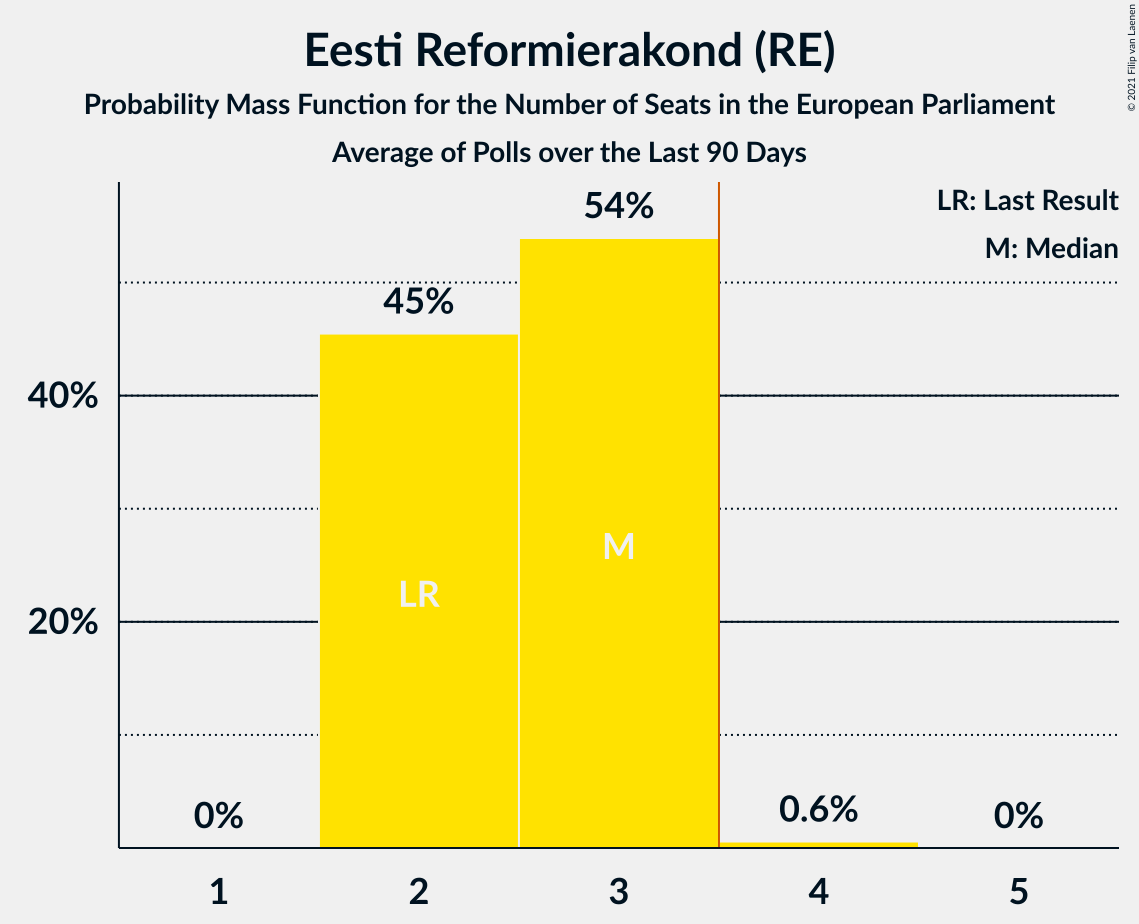 Eesti Reformierakond (RE)
Probability Mass Function for the Number of Seats in the European Parliament
Average of Polls over the Last 90 Days
© 2021 Filip van Laenen
LR: Last Result
M: Median
54%
45%
40%
M
LR
20%
0%
0.6%
0%
1 2 3 4 5